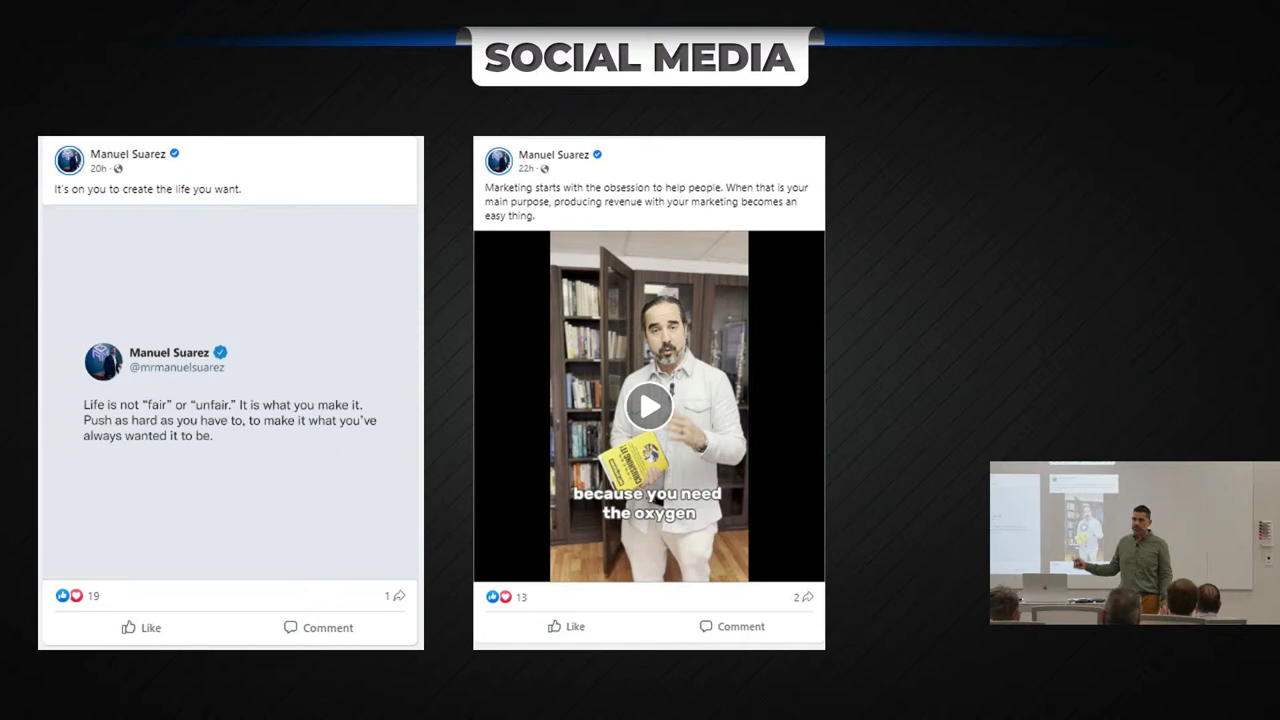 SOCIAL MEDIA
Manuel Suarez
20h ·
It's on you to create the life you want.
Manuel Suarez
@mrmanuelsuarez
Life is not “fair” or “unfair.” It is what you make it.
Push as hard as you have to, to make it what you’ve
always wanted it to be.
19
1
Like
Comment
Manuel Suarez
22h ·
Marketing starts with the obsession to help people. When that is your
main purpose, producing revenue with your marketing becomes an
easy thing.
because you need
the oxygen
13
2
Like
Comment